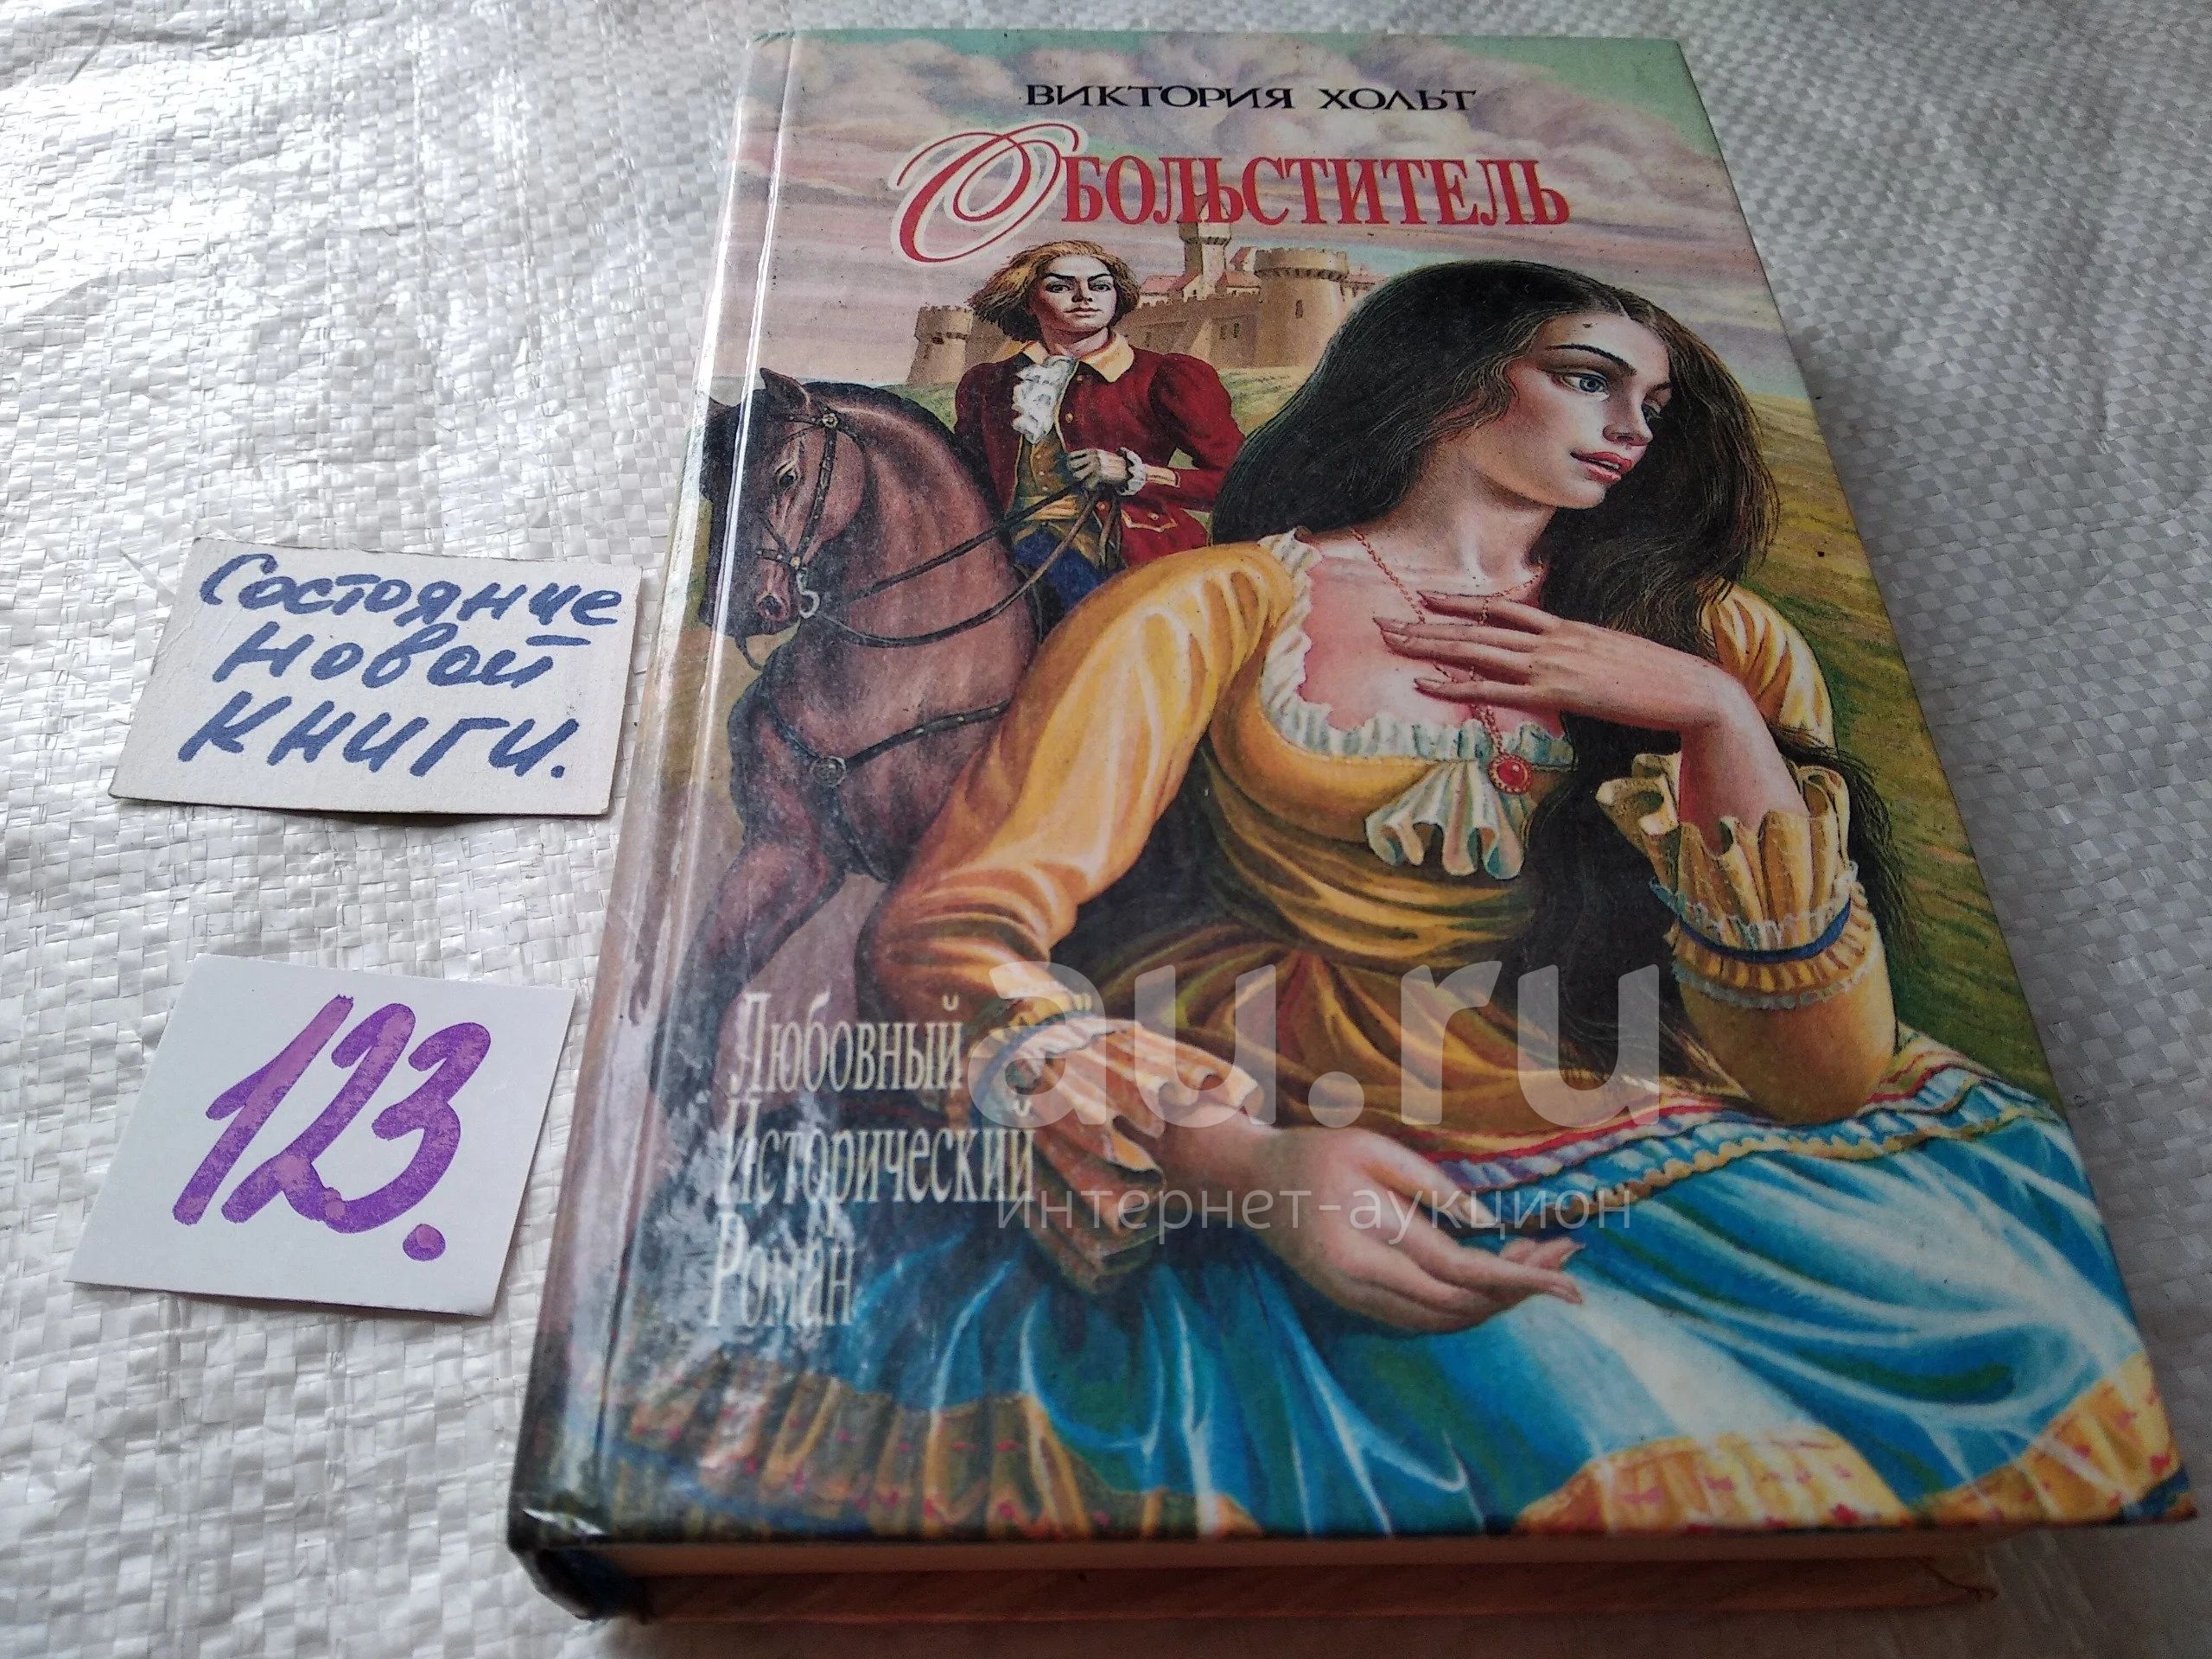 ВИКТОРИЯ ХОЛЬТ
ОБОЛЬСТИТЕЛЬ
Состояние
новой
книги.
123.
Любовный
Исторический
Роман
au.ru
интернет-аукцион